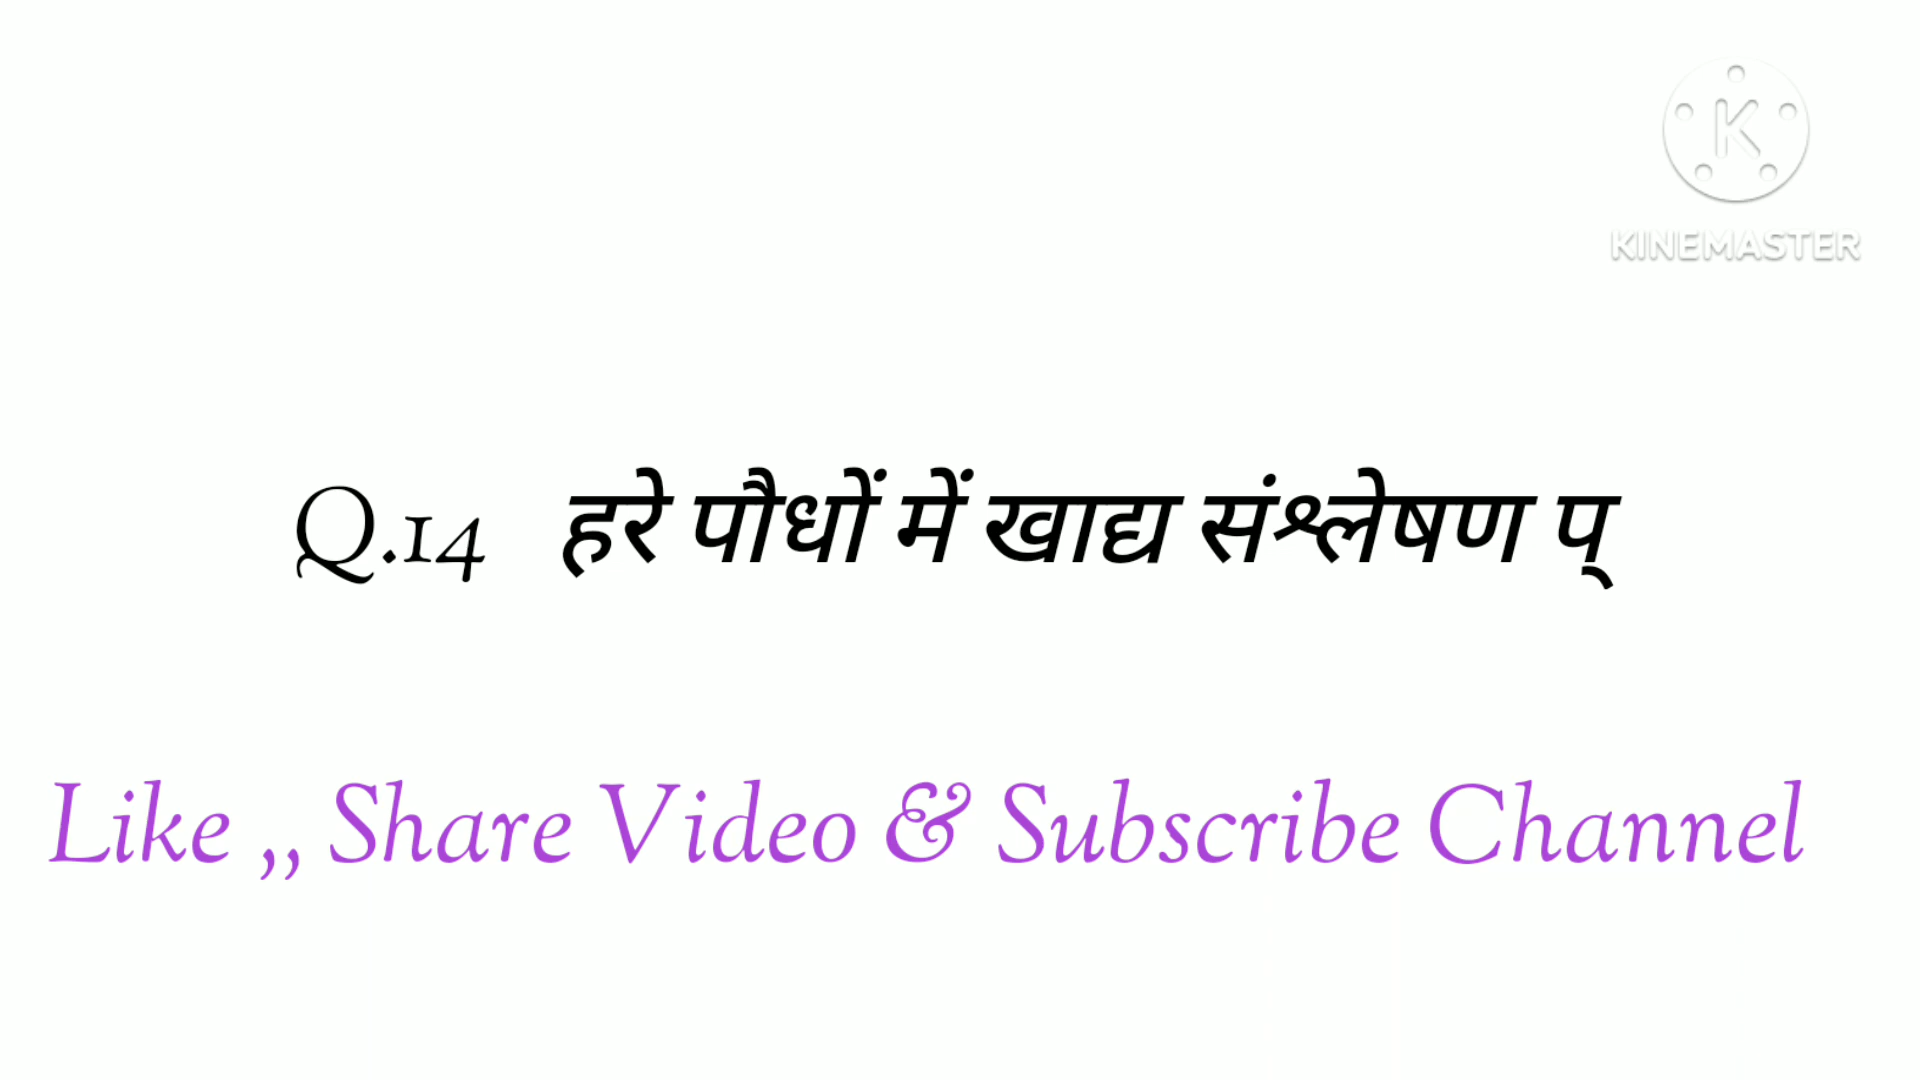 K
KINEMASTER
Q.14 हरे पौधों में खाद्य संश्लेषण प्
Like ,, Share Video & Subscribe Channel